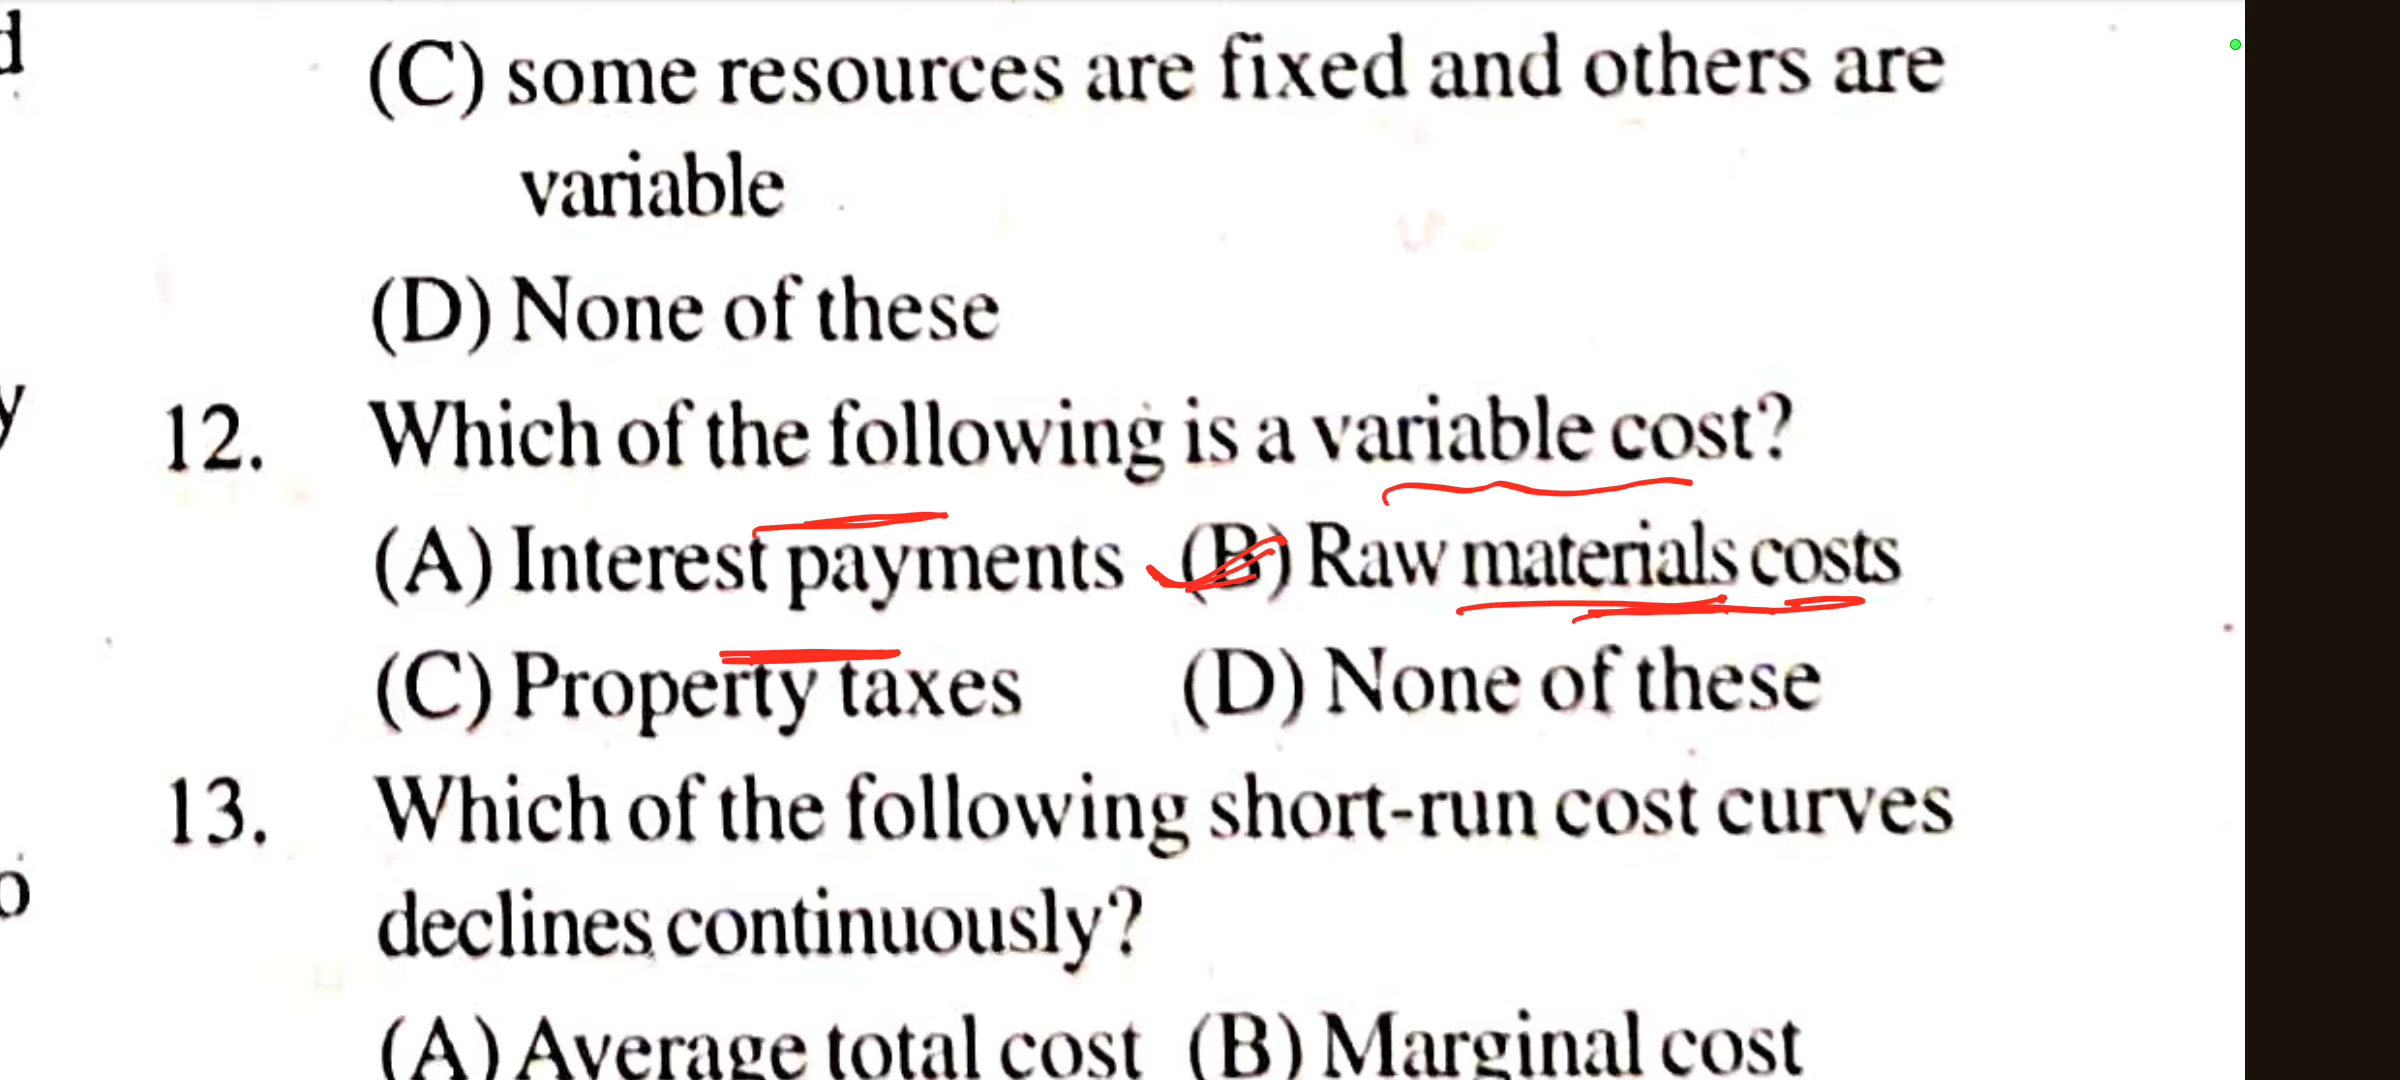 (C) some resources are fixed and others are
variable
(D) None of these
12. Which of the following is a variable cost?
(A) Interest payments (B) Raw materials costs
(C) Property taxes (D) None of these
13. Which of the following short-run cost curves
declines continuously?
(A) Average total cost (B) Marginal cost